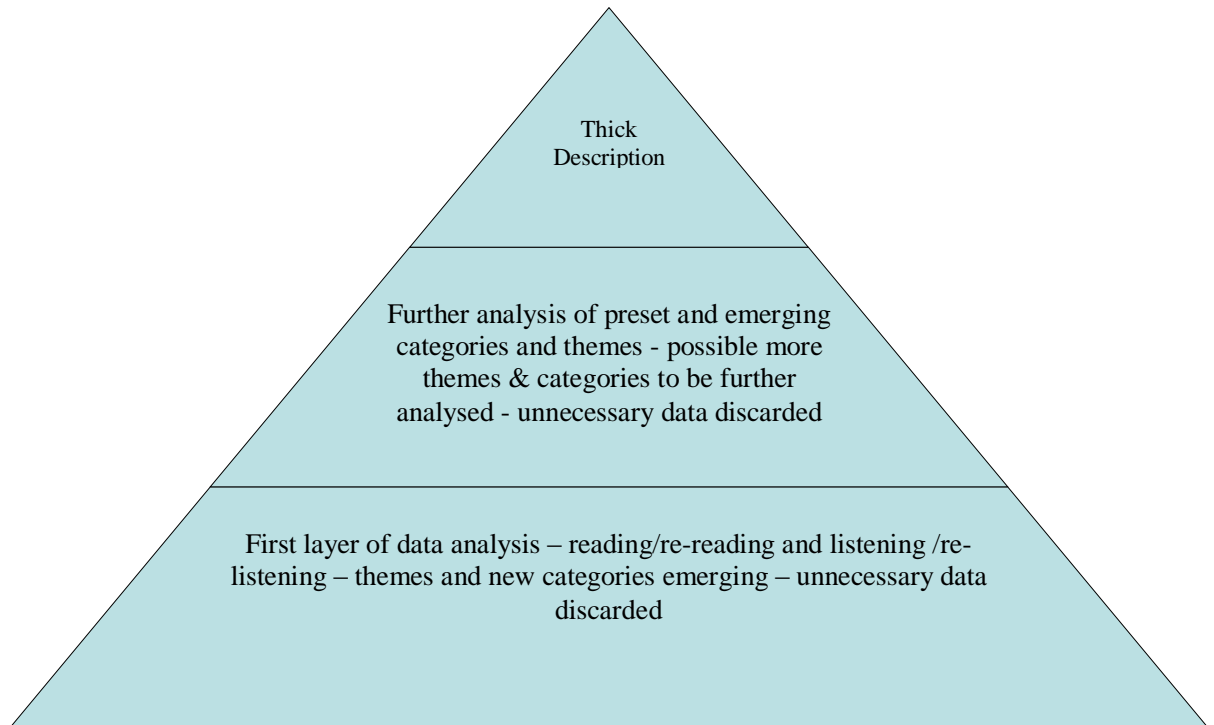 Thick
Description
Further analysis of preset and emerging
categories and themes - possible more
themes & categories to be further
analysed - unnecessary data discarded
First layer of data analysis – reading/re-reading and listening /re-
listening – themes and new categories emerging – unnecessary data
discarded